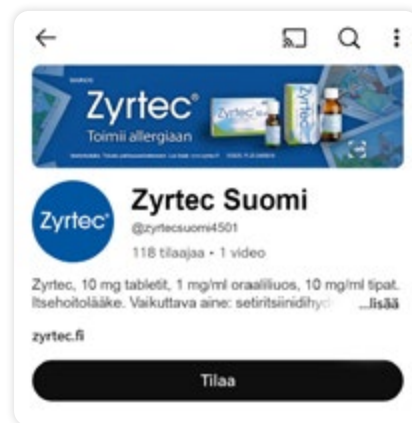 Zyrtec®
Toimii allergiaan
Zyrtec®
Zyrtec Suomi
@zyrtecsuomi4501
118 tilaajaa • 1 video
Zyrtec, 10 mg tabletit, 1 mg/ml oraaliliuos, 10 mg/ml tipat.
Itsehoitolääke. Vaikuttava aine: setiritsiinidihyd ...lisää
zyrtec.fi
Tilaa